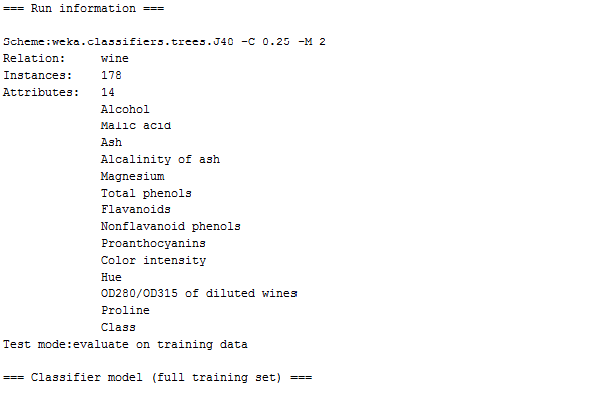 === Run information ===
Scheme:weka.classifiers.trees.J48 -C 0.25 -M 2
Relation: wine
Instances: 178
Attributes: 14
Alcohol
Malic acid
Ash
Alcalinity of ash
Magnesium
Total phenols
Flavanoids
Nonflavanoid phenols
Proanthocyanins
Color intensity
Hue
OD280/OD315 of diluted wines
Proline
Class
Test mode:evaluate on training data
=== Classifier model (full training set) ===